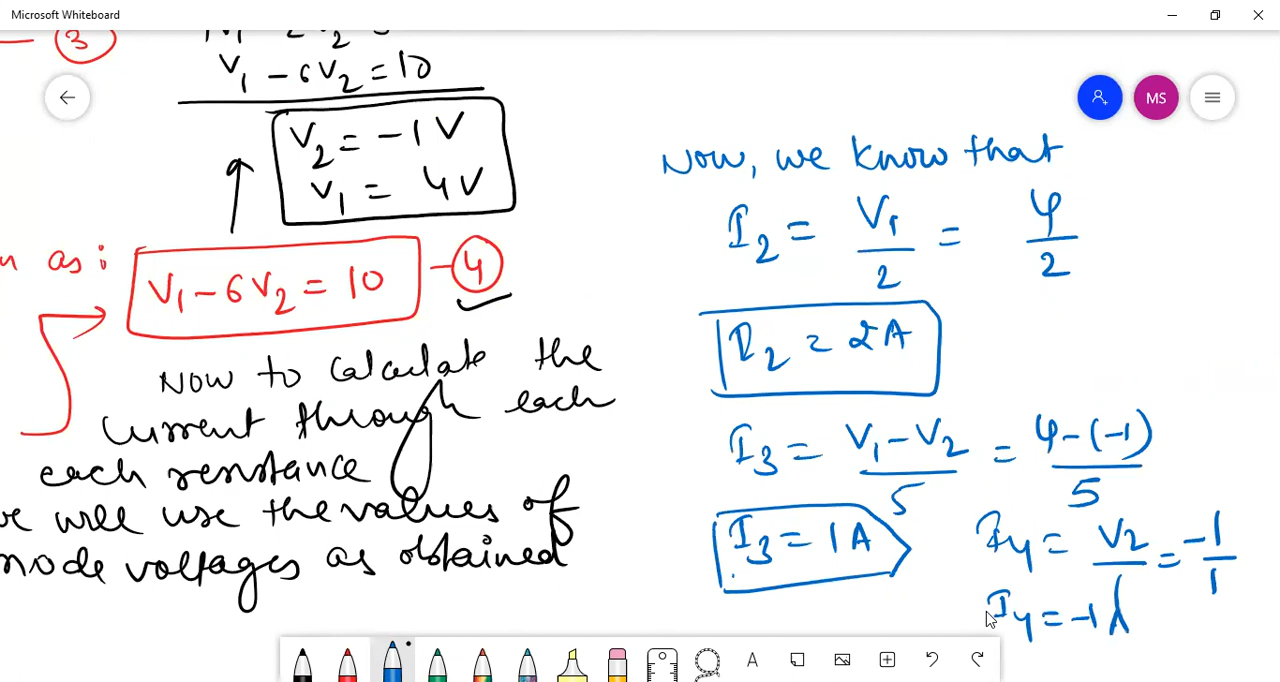 Microsoft Whiteboard
— 3
V1 - 6V2 = 10
V2 = -1 V
V1 = 4V
as:
V1 - 6V2 = 10 — 4
Now to calculate the
current through each
each resistance
we will use the values of
node voltages as obtained
MS
Now, we know that
I2 = V1/2 = 4/2
I2 = 2A
I3 = V1 - V2/5 = 4 - (-1)/5
I3 = 1A
I4 = V2/1 = -1/1
I4 = -1A
A